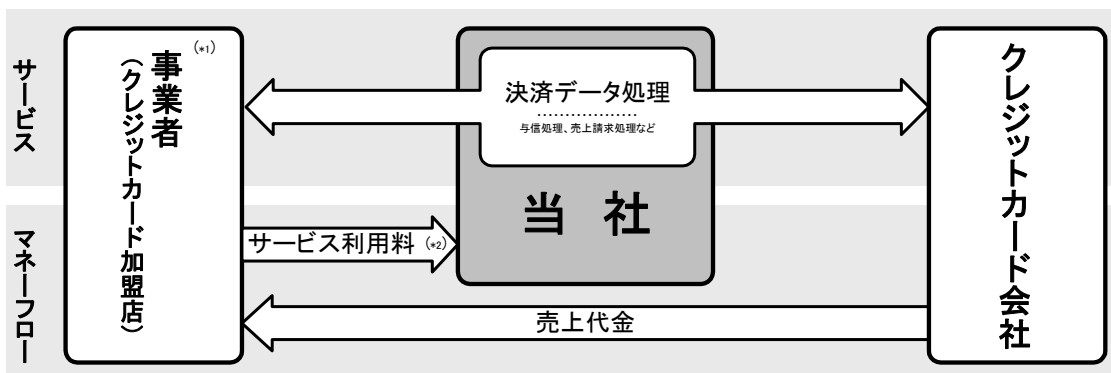 サービス
事業者(*1)
(クレジットカード加盟店)
決済データ処理
与信処理、売上請求処理など
当 社
クレジットカード会社
マネーフロー
サービス利用料 (*2)
売上代金